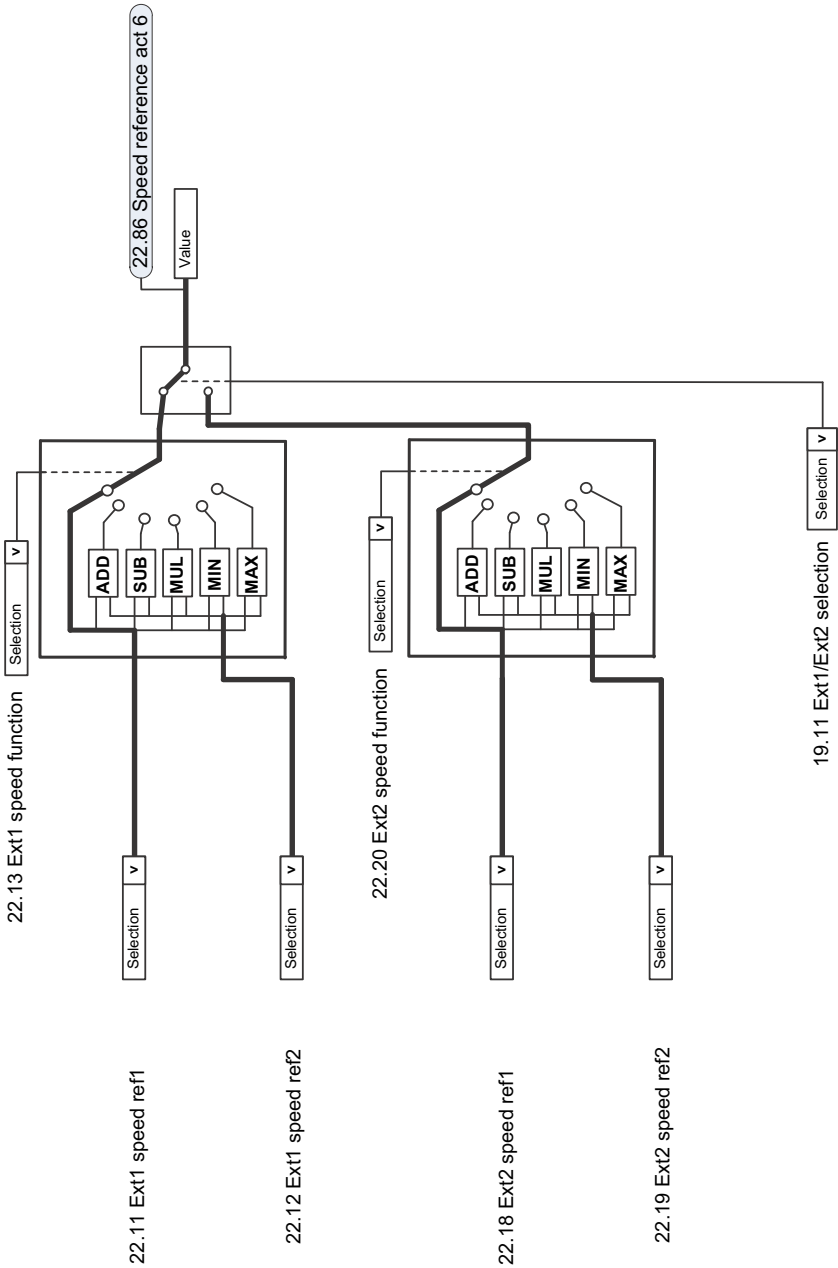 22.86 Speed reference act 6
Value
22.13 Ext1 speed function
Selection v
ADD
SUB
MUL
MIN
MAX
22.11 Ext1 speed ref1
Selection v
22.12 Ext1 speed ref2
Selection v
22.20 Ext2 speed function
Selection v
ADD
SUB
MUL
MIN
MAX
22.18 Ext2 speed ref1
Selection v
22.19 Ext2 speed ref2
Selection v
19.11 Ext1/Ext2 selection
Selection v